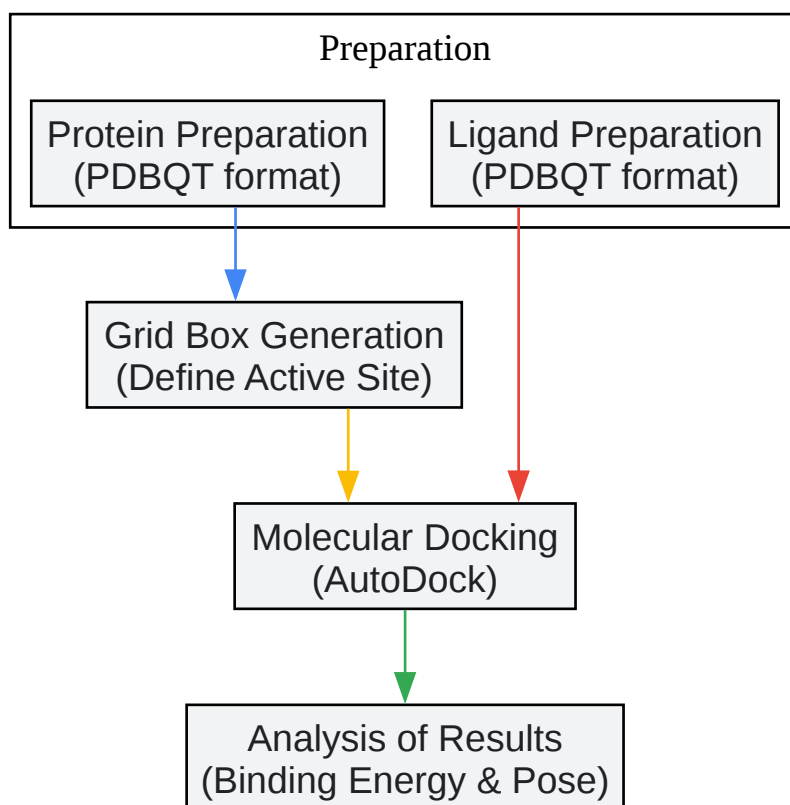 Preparation
Protein Preparation
(PDBQT format)
Ligand Preparation
(PDBQT format)
Grid Box Generation
(Define Active Site)
Molecular Docking
(AutoDock)
Analysis of Results
(Binding Energy & Pose)